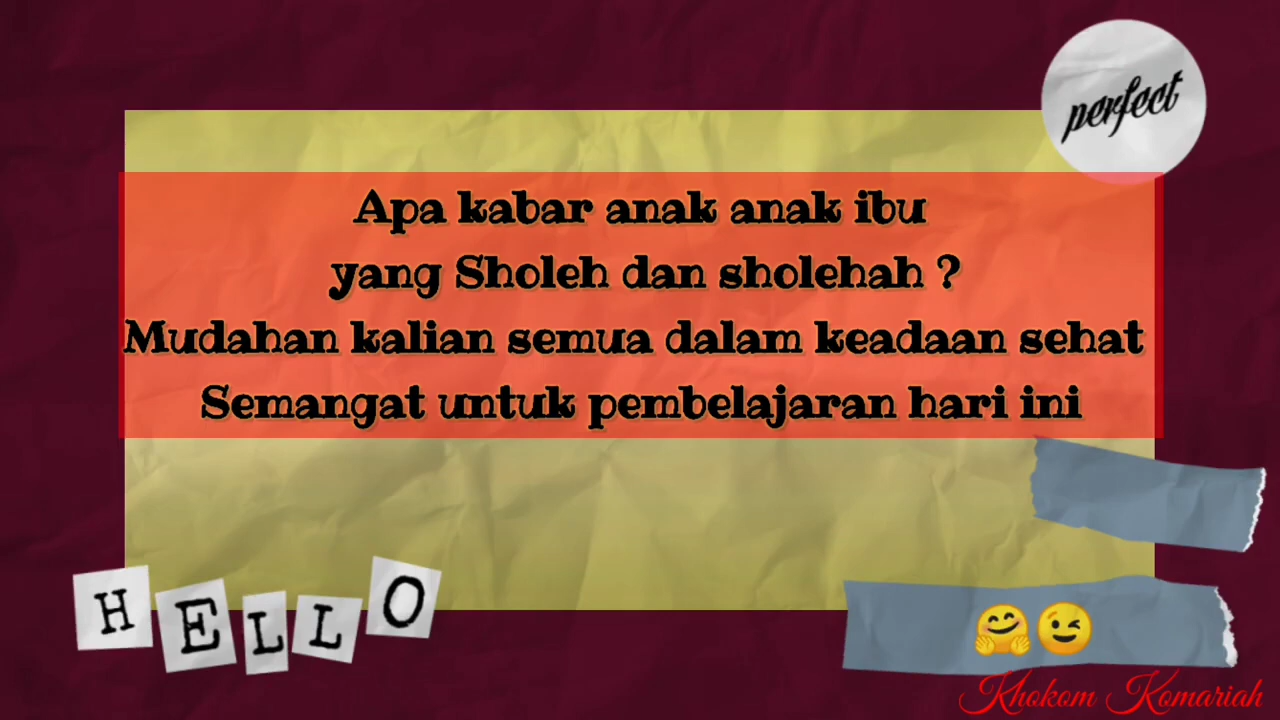 perfect
Apa kabar anak anak ibu
yang Sholeh dan sholehah ?
Mudahan kalian semua dalam keadaan sehat
Semangat untuk pembelajaran hari ini
HELLO
🤗😉
Khokom Komariah